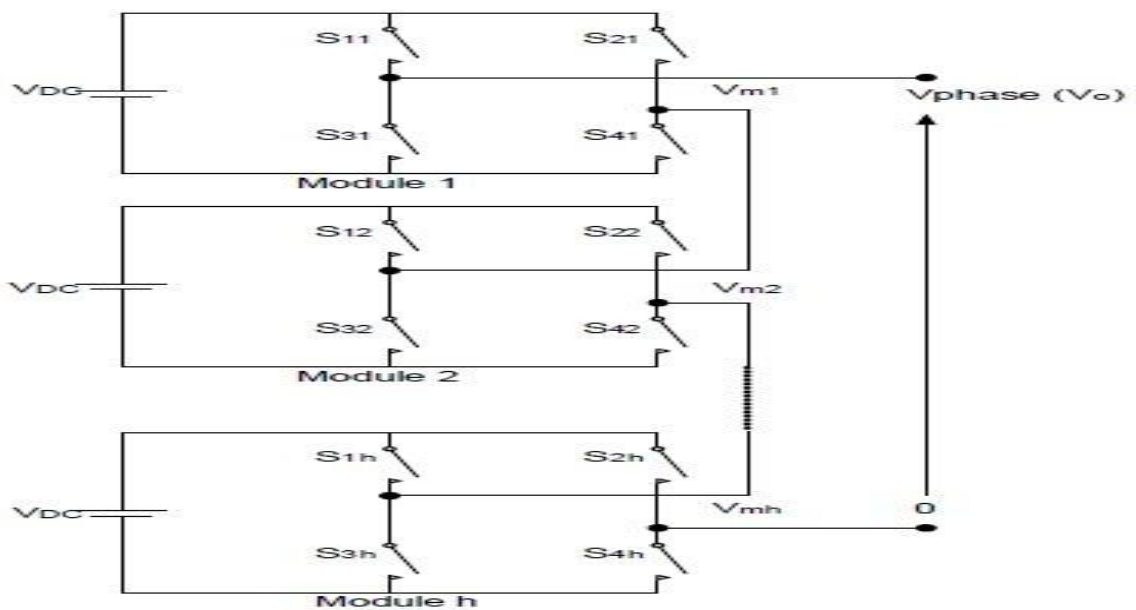 S11 S21
VDC Vm1 Vphase (Vo)
S31 S41
Module 1
S12 S22
VDC Vm2
S32 S42
Module 2
S1h S2h
VDC Vmh 0
S3h S4h
Module h